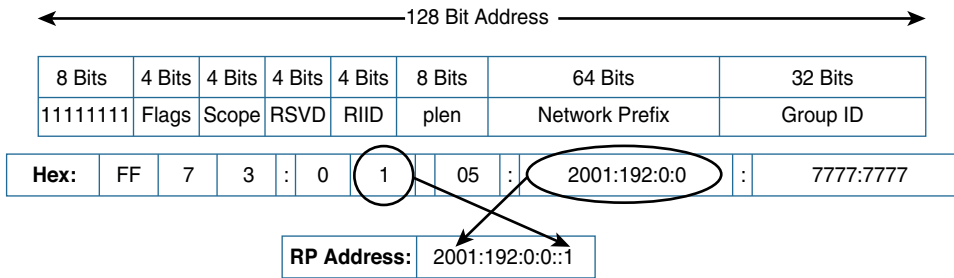 128 Bit Address
8 Bits 4 Bits 4 Bits 4 Bits 4 Bits 8 Bits 64 Bits 32 Bits
11111111 Flags Scope RSVD RIID plen Network Prefix Group ID
Hex: FF 7 3 : 0 1 05 : 2001:192:0:0 : 7777:7777
RP Address: 2001:192:0:0::1